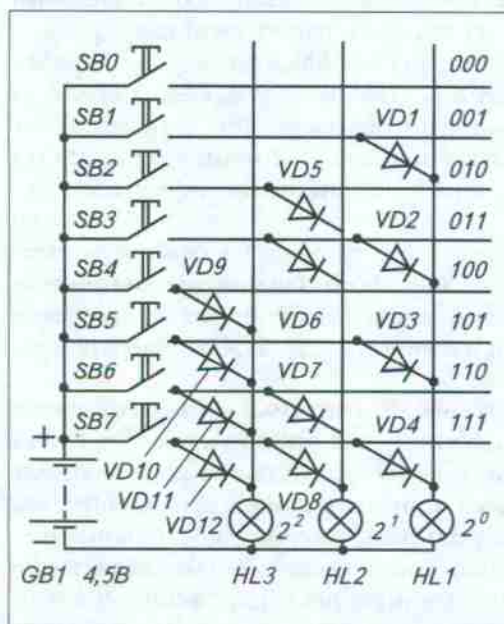 SB0 000
SB1 VD1 001
SB2 VD5 010
SB3 VD2 011
SB4 VD9 100
SB5 VD6 VD3 101
SB6 VD7 110
SB7 VD4 111
+
VD10
VD11 VD8
VD12 2² 2¹ 2⁰
−
GB1 4,5В HL3 HL2 HL1